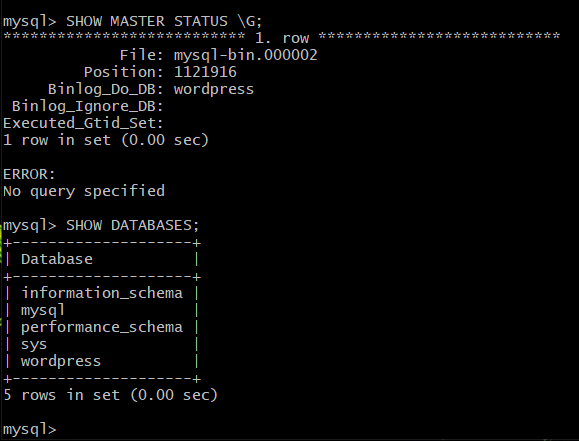 mysql> SHOW MASTER STATUS \G;
*************************** 1. row ***************************
File: mysql-bin.000002
Position: 1121916
Binlog_Do_DB: wordpress
Binlog_Ignore_DB:
Executed_Gtid_Set:
1 row in set (0.00 sec)
ERROR:
No query specified
mysql> SHOW DATABASES;
+--------------------+
| Database           |
+--------------------+
| information_schema |
| mysql              |
| performance_schema |
| sys                |
| wordpress          |
+--------------------+
5 rows in set (0.00 sec)
mysql>